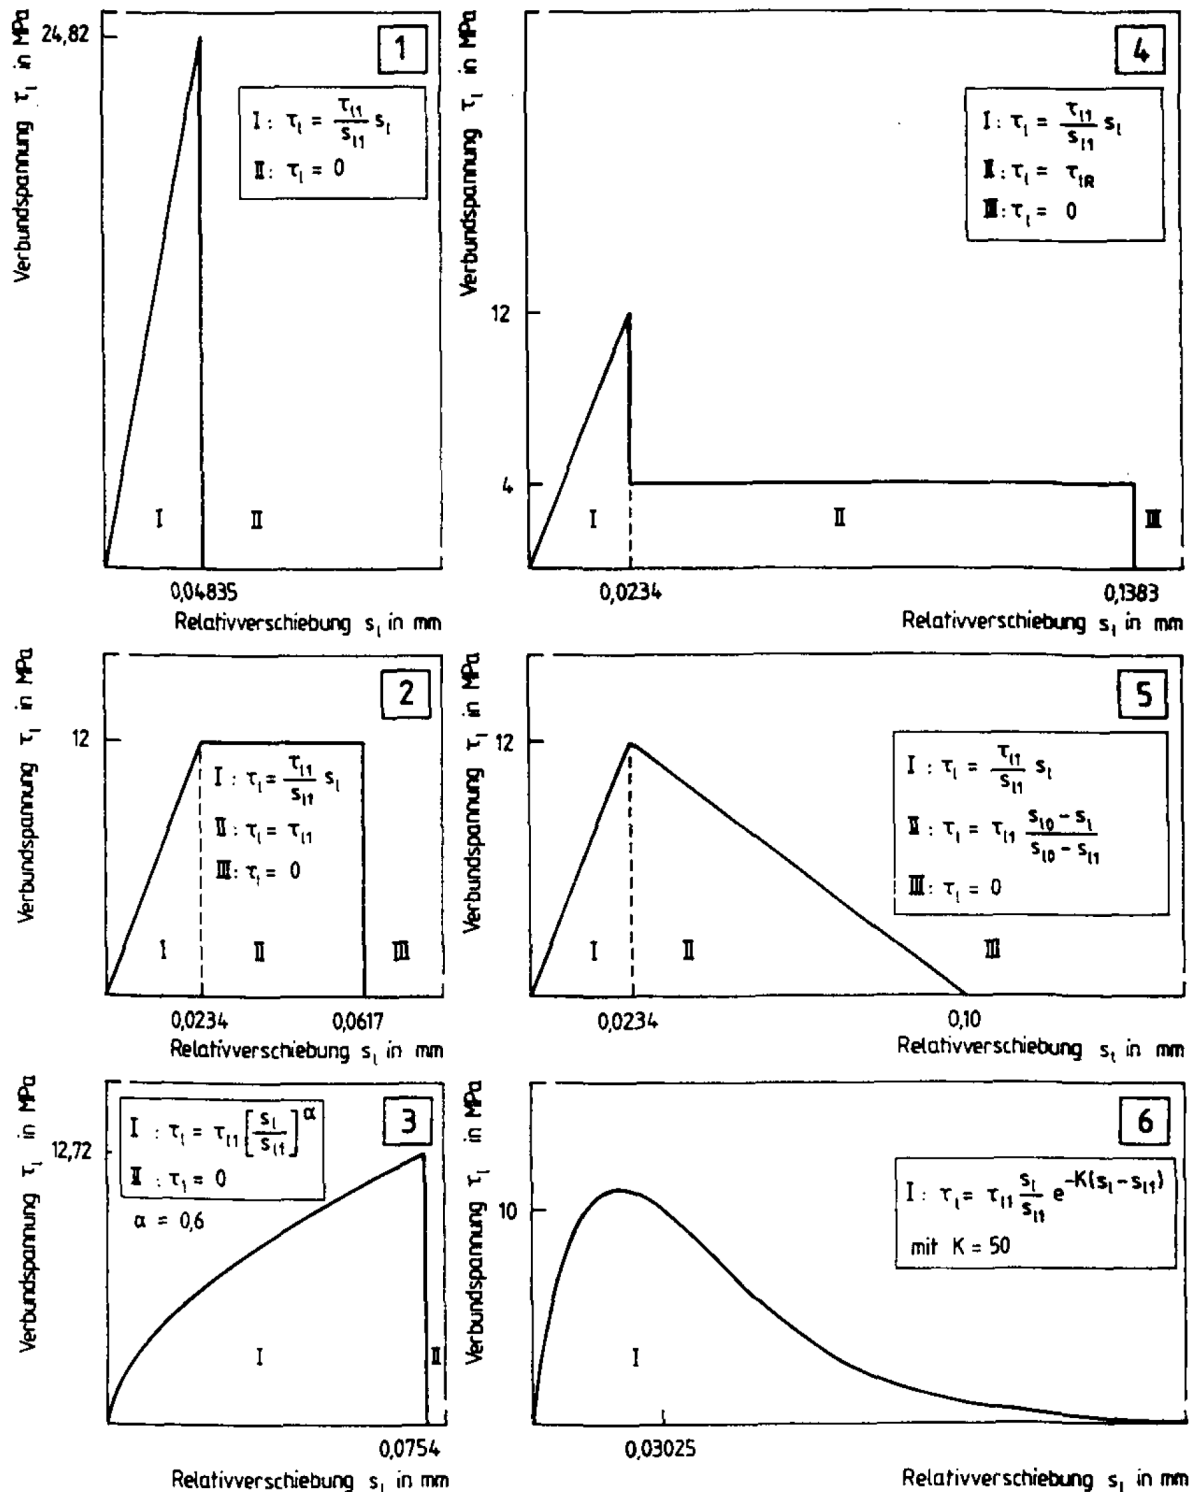 Verbundspannung τ_l in MPa
24,82
1
I : τ_l = τ_l1 / s_l1 s_l
II : τ_l = 0
I
II
0,04835
Relativverschiebung s_l in mm
Verbundspannung τ_l in MPa
4
I : τ_l = τ_l1 / s_l1 s_l
II : τ_l = τ_lR
III : τ_l = 0
12
4
I
II
III
0,0234
0,1383
Relativverschiebung s_l in mm
Verbundspannung τ_l in MPa
12
2
I : τ_l = τ_l1 / s_l1 s_l
II : τ_l = τ_l1
III : τ_l = 0
I
II
III
0,0234
0,0617
Relativverschiebung s_l in mm
Verbundspannung τ_l in MPa
12
5
I : τ_l = τ_l1 / s_l1 s_l
II : τ_l = τ_l1 (s_l0 − s_l) / (s_l0 − s_l1)
III : τ_l = 0
I
II
III
0,0234
0,10
Relativverschiebung s_l in mm
Verbundspannung τ_l in MPa
12,72
3
I : τ_l = τ_l1 [s_l / s_l1]^α
II : τ_l = 0
α = 0,6
I
II
0,0754
Relativverschiebung s_l in mm
Verbundspannung τ_l in MPa
10
6
I : τ_l = τ_l1 s_l / s_l1 e^−K(s_l − s_l1)
mit K = 50
I
0,03025
Relativverschiebung s_l in mm